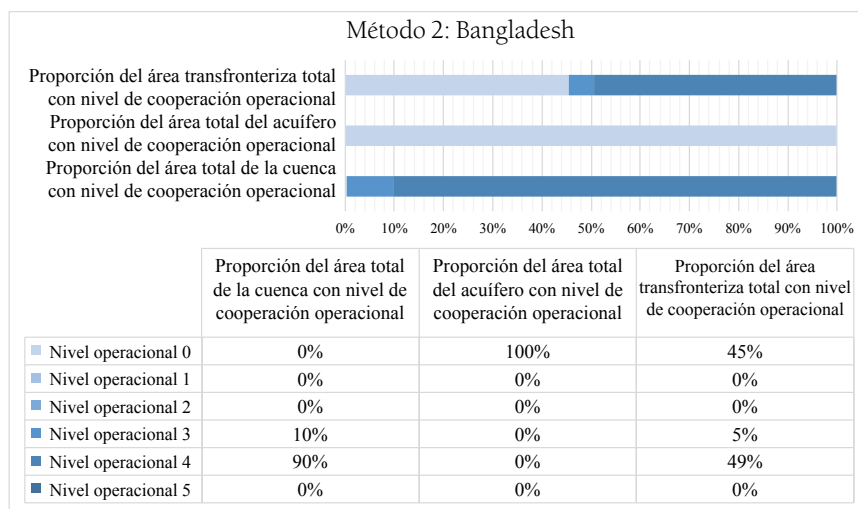 Método 2: Bangladesh
Proporción del área transfronteriza total
con nivel de cooperación operacional
Proporción del área total del acuífero
con nivel de cooperación operacional
Proporción del área total de la cuenca
con nivel de cooperación operacional
0% 10% 20% 30% 40% 50% 60% 70% 80% 90% 100%
Proporción del área total
de la cuenca con nivel de
cooperación operacional
Proporción del área total
del acuífero con nivel de
cooperación operacional
Proporción del área
transfronteriza total con nivel
de cooperación operacional
Nivel operacional 0 0% 100% 45%
Nivel operacional 1 0% 0% 0%
Nivel operacional 2 0% 0% 0%
Nivel operacional 3 10% 0% 5%
Nivel operacional 4 90% 0% 49%
Nivel operacional 5 0% 0% 0%